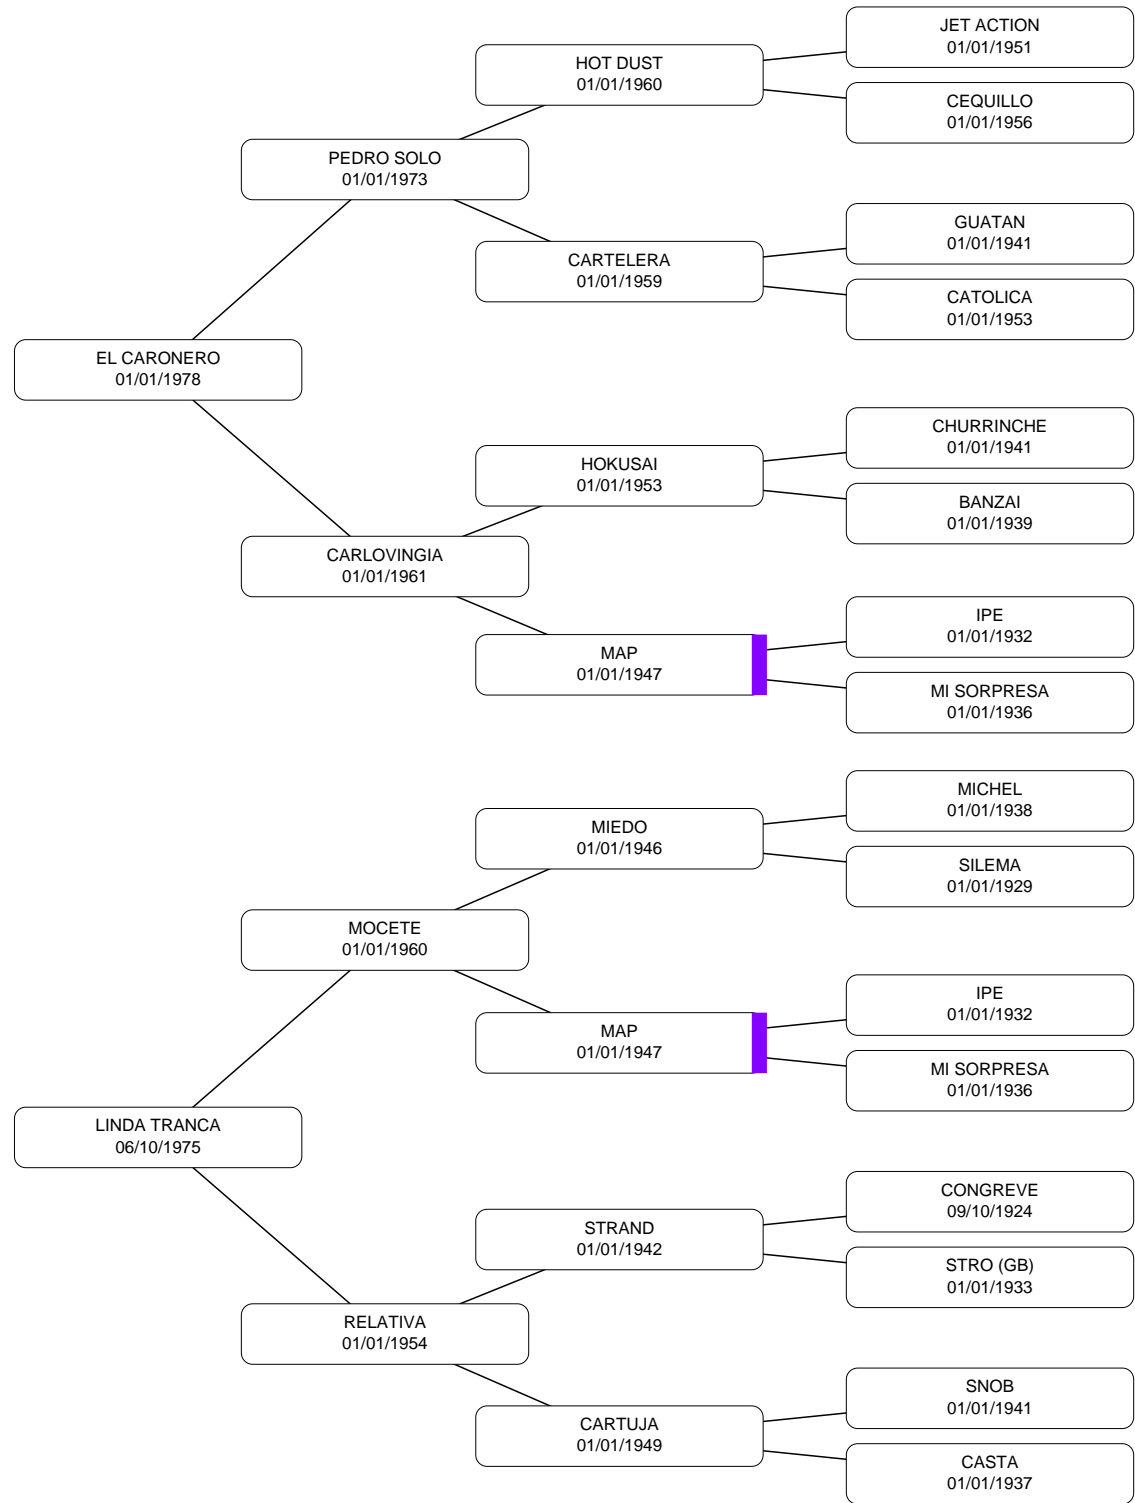 JET ACTION
01/01/1951
HOT DUST
01/01/1960
CEQUILLO
01/01/1956
PEDRO SOLO
01/01/1973
GUATAN
01/01/1941
CARTELERA
01/01/1959
CATOLICA
01/01/1953
EL CARONERO
01/01/1978
CHURRINCHE
01/01/1941
HOKUSAI
01/01/1953
BANZAI
01/01/1939
CARLOVINGIA
01/01/1961
IPE
01/01/1932
MAP
01/01/1947
MI SORPRESA
01/01/1936
MICHEL
01/01/1938
MIEDO
01/01/1946
SILEMA
01/01/1929
MOCETE
01/01/1960
IPE
01/01/1932
MAP
01/01/1947
MI SORPRESA
01/01/1936
LINDA TRANCA
06/10/1975
CONGREVE
09/10/1924
STRAND
01/01/1942
STRO (GB)
01/01/1933
RELATIVA
01/01/1954
SNOB
01/01/1941
CARTUJA
01/01/1949
CASTA
01/01/1937